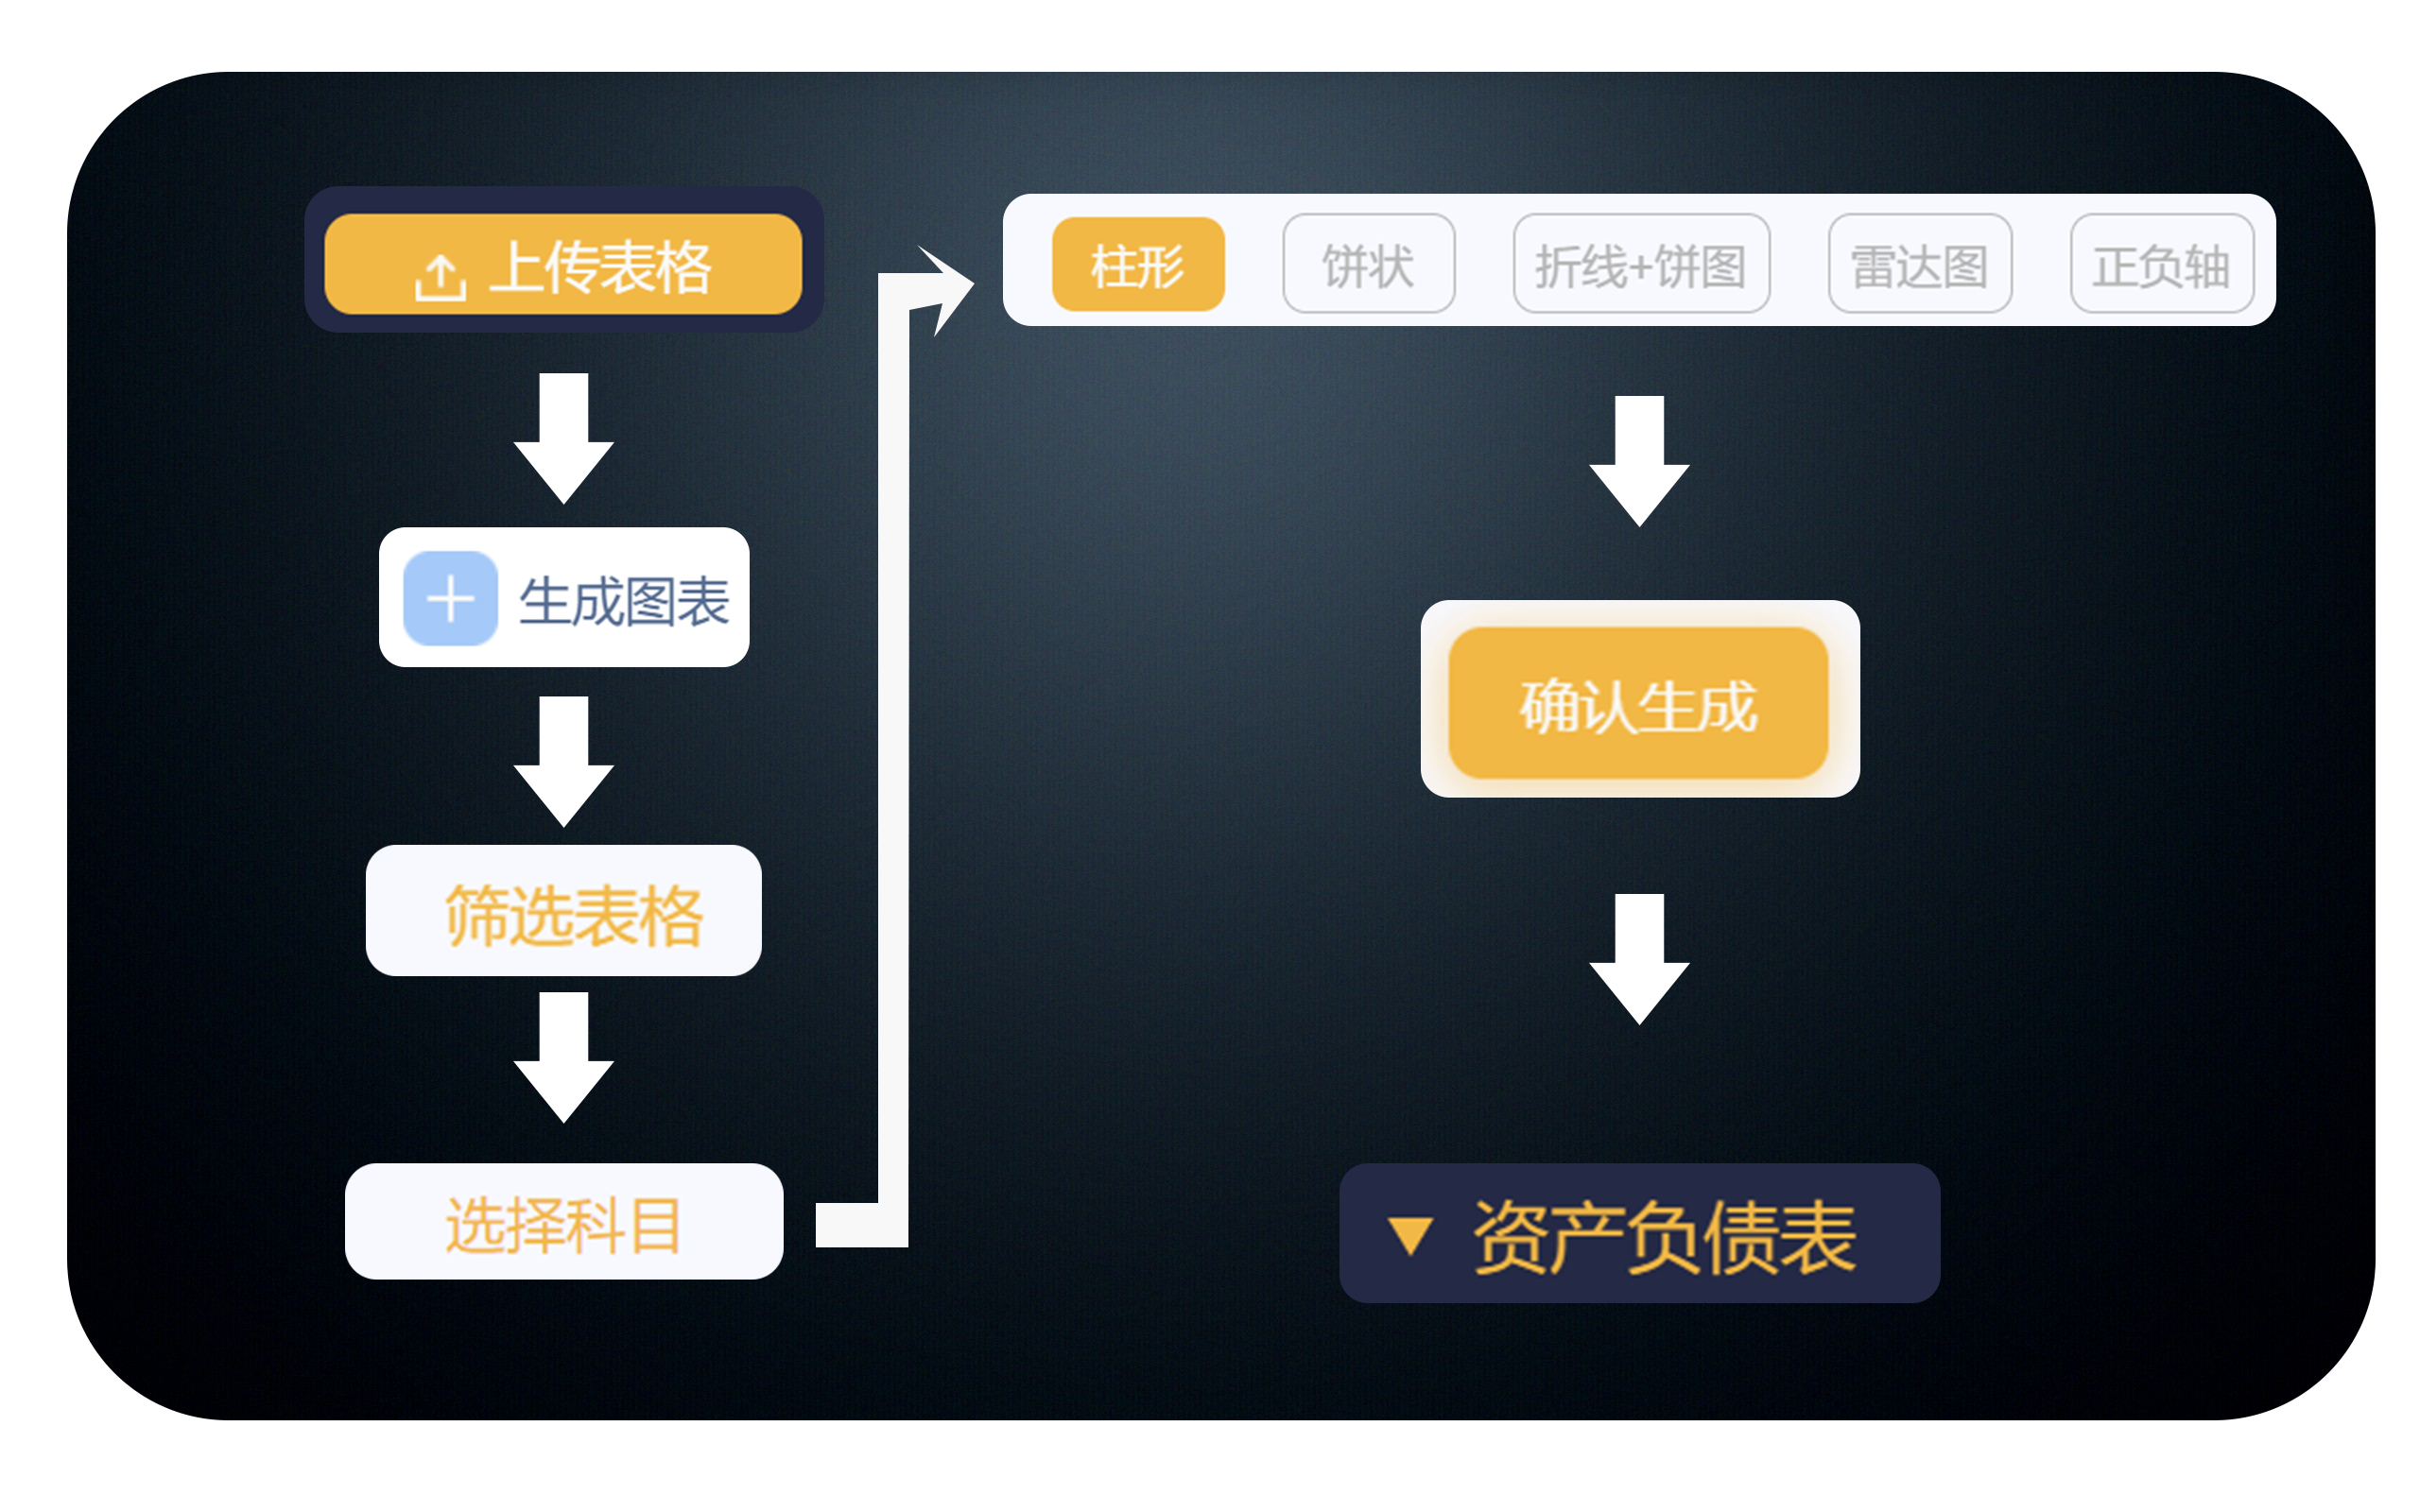 上传表格
生成图表
筛选表格
选择科目
柱形 饼状 折线+饼图 雷达图 正负轴
确认生成
资产负债表